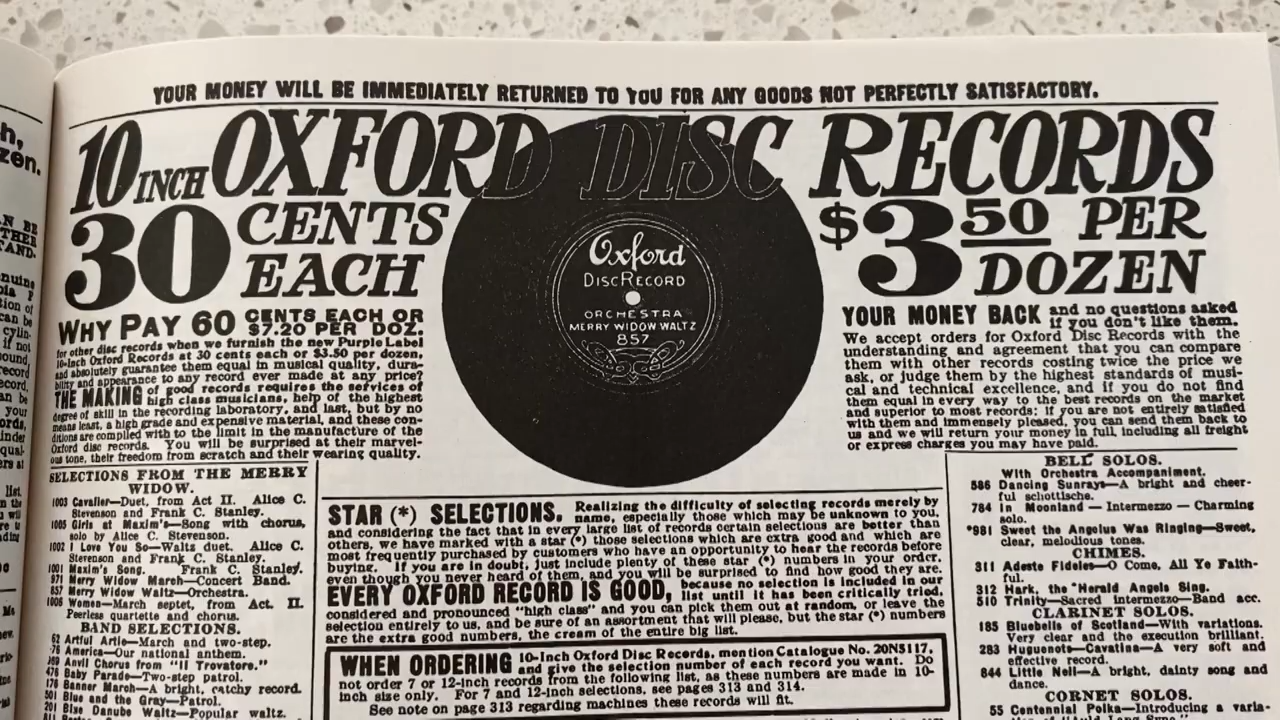 YOUR MONEY WILL BE IMMEDIATELY RETURNED TO YOU FOR ANY GOODS NOT PERFECTLY SATISFACTORY.
10 INCH OXFORD DISC RECORDS
30 CENTS EACH
$3.50 PER DOZEN
Oxford
DISC RECORD
ORCHESTRA
MERRY WIDOW WALTZ
857
WHY PAY 60 CENTS EACH OR $7.20 PER DOZ.
for other disc records when we furnish the new Purple Label
10-Inch Oxford Records at 30 cents each or $3.50 per dozen,
and absolutely guarantee them equal in musical quality, dura-
bility and appearance to any record ever made at any price?
THE MAKING of good records requires the services of
high class musicians, help of the highest
degree of skill in the recording laboratory, and last, but by no
means least, a high grade and expensive material, and these con-
ditions are complied with to the limit in the manufacture of the
Oxford disc records. You will be surprised at their marvel-
ous tone, their freedom from scratch and their wearing quality.
YOUR MONEY BACK and no questions asked
if you don't like them.
We accept orders for Oxford Disc Records with the
understanding and agreement that you can compare
them with other records costing twice the price we
ask, or judge them by the highest standards of musi-
cal and technical excellence, and if you do not find
them equal in every way to the best records on the market
and superior to most records; if you are not entirely satisfied
with them and immensely pleased, you can send them back to
us and we will return your money in full, including all freight
or express charges you may have paid.
SELECTIONS FROM THE MERRY
WIDOW.
1003 Cavalier—Duet, from Act II. Alice C.
Stevenson and Frank C. Stanley.
1005 Girls at Maxim's—Song with chorus,
solo by Alice C. Stevenson.
1002 I Love You So—Waltz duet. Alice C.
Stevenson and Frank C. Stanley.
1001 Maxim's Song. Frank C. Stanley.
971 Merry Widow March—Concert Band.
857 Merry Widow Waltz—Orchestra.
1006 Women—March septet, from Act. II.
Peerless quartette and chorus.
BAND SELECTIONS.
62 Artful Artie—March and two-step.
76 America—Our national anthem.
Anvil Chorus from "Il Trovatore."
476 Baby Parade—Two-step patrol.
176 Banner March—A bright, catchy record.
501 Blue and the Gray—Patrol.
201 Blue Danube Waltz—Popular waltz.
STAR (*) SELECTIONS. Realizing the difficulty of selecting records merely by
name, especially those which may be unknown to you,
and considering the fact that in every large list of records certain selections are better than
others, we have marked with a star (*) those selections which are extra good and which are
most frequently purchased by customers who have an opportunity to hear the records before
buying. If you are in doubt, just include plenty of these star (*) numbers in your order,
even though you never heard of them, and you will be surprised to find how good they are.
EVERY OXFORD RECORD IS GOOD, because no selection is included in our
list until it has been critically tried,
considered and pronounced "high class" and you can pick them out at random, or leave the
selection entirely to us, and be sure of an assortment that will please, but the star (*) numbers
are the extra good numbers, the cream of the entire big list.
WHEN ORDERING 10-Inch Oxford Disc Records, mention Catalogue No. 20N5117,
and give the selection number of each record you want. Do
not order 7 or 12-inch records from the following list, as these numbers are made in 10-
inch size only. For 7 and 12-inch selections, see pages 313 and 314.
See note on page 313 regarding machines these records will fit.
BELL SOLOS.
With Orchestra Accompaniment.
586 Dancing Sunrays—A bright and cheer-
ful schottische.
784 In Moonland — Intermezzo — Charming
solo.
*981 Sweet the Angelus Was Ringing—Sweet,
clear, melodious tones.
CHIMES.
311 Adeste Fideles—O Come, All Ye Faith-
ful.
312 Hark, the Herald Angels Sing.
510 Trinity—Sacred Intermezzo—Band acc.
CLARINET SOLOS.
185 Bluebells of Scotland—With variations.
Very clear and the execution brilliant.
283 Huguenots—Cavatina—A very soft and
effective record.
844 Little Nell—A bright, dainty song and
dance.
CORNET SOLOS.
55 Centennial Polka—Introducing a varia-